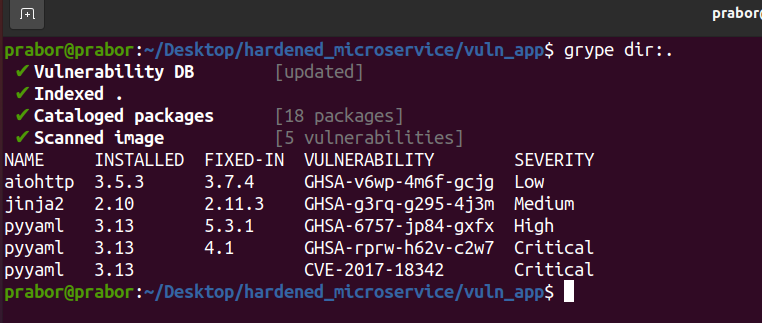 prabor@
prabor@prabor:~/Desktop/hardened_microservice/vuln_app$ grype dir:.
✔ Vulnerability DB [updated]
✔ Indexed .
✔ Cataloged packages [18 packages]
✔ Scanned image [5 vulnerabilities]
NAME INSTALLED FIXED-IN VULNERABILITY SEVERITY
aiohttp 3.5.3 3.7.4 GHSA-v6wp-4m6f-gcjg Low
jinja2 2.10 2.11.3 GHSA-g3rq-g295-4j3m Medium
pyyaml 3.13 5.3.1 GHSA-6757-jp84-gxfx High
pyyaml 3.13 4.1 GHSA-rprw-h62v-c2w7 Critical
pyyaml 3.13 CVE-2017-18342 Critical
prabor@prabor:~/Desktop/hardened_microservice/vuln_app$